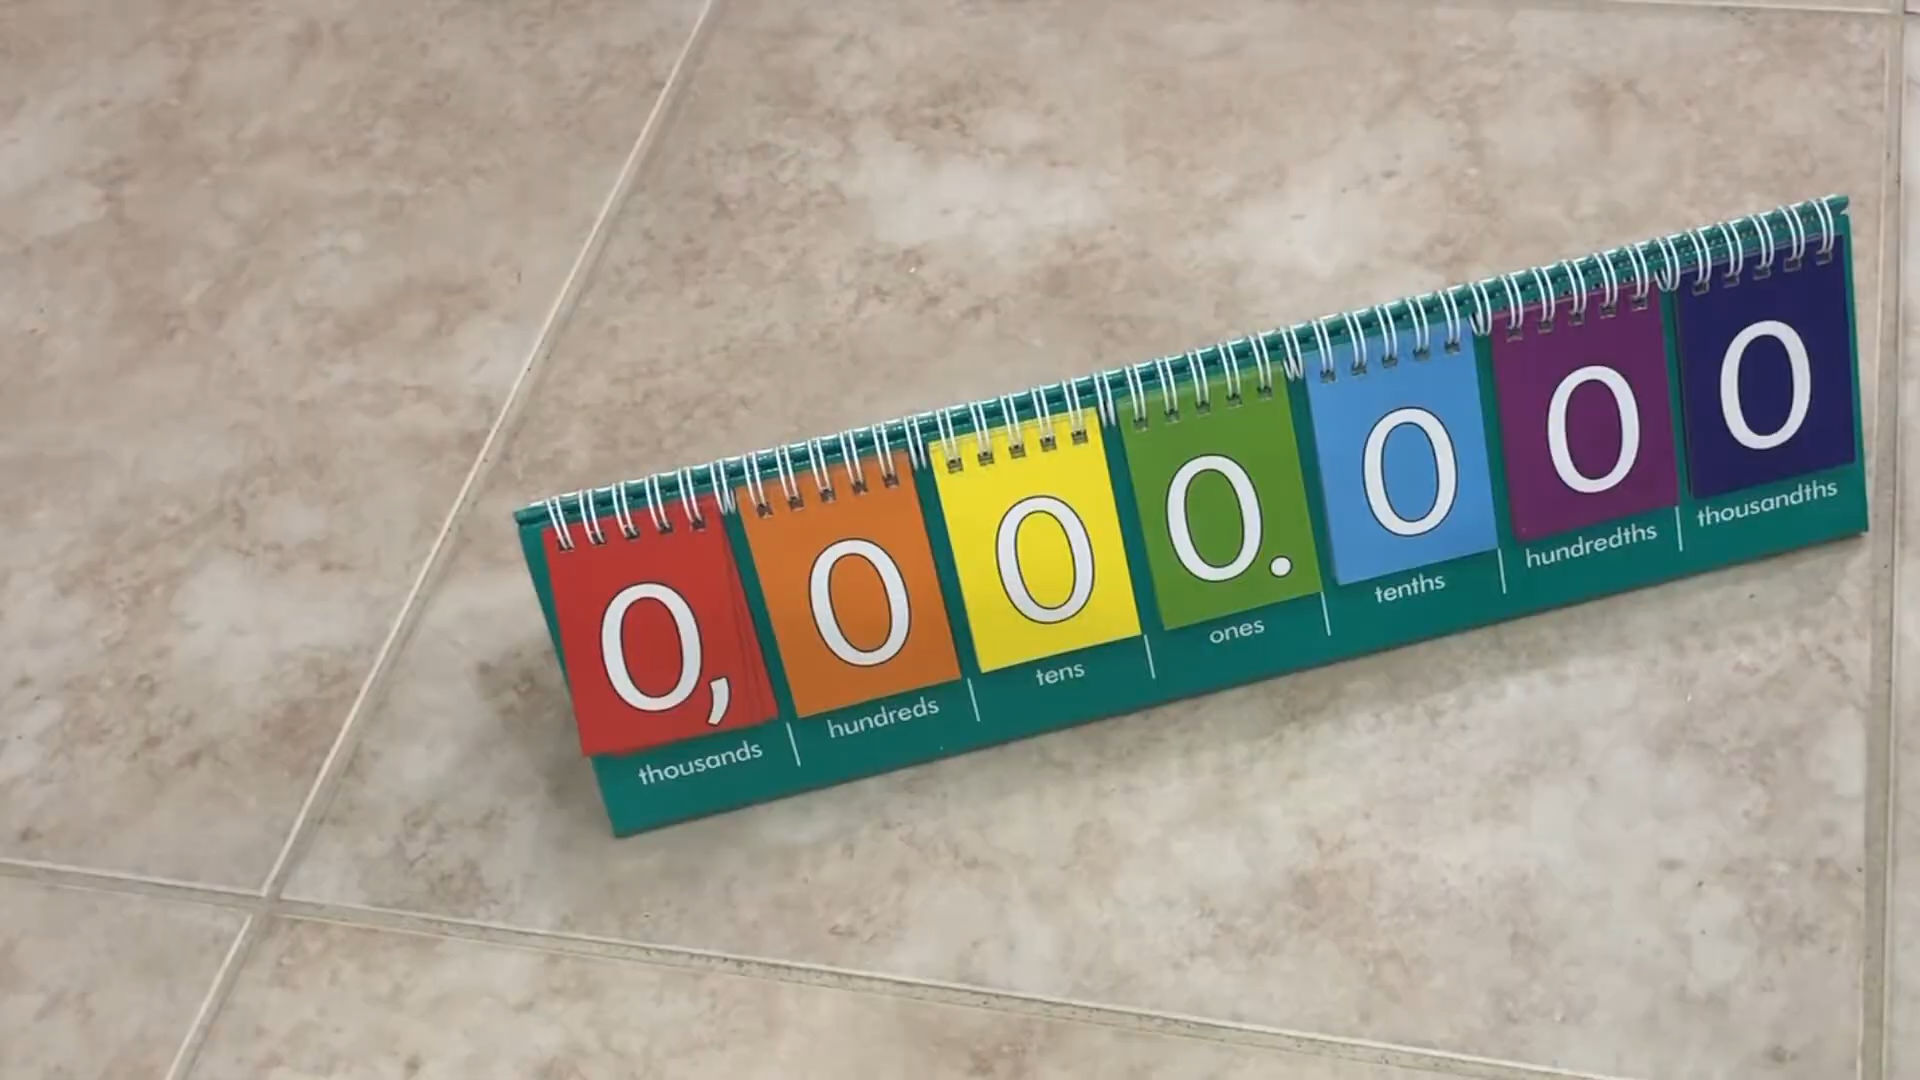 0,000.000
thousands | hundreds | tens | ones | tenths | hundredths | thousandths